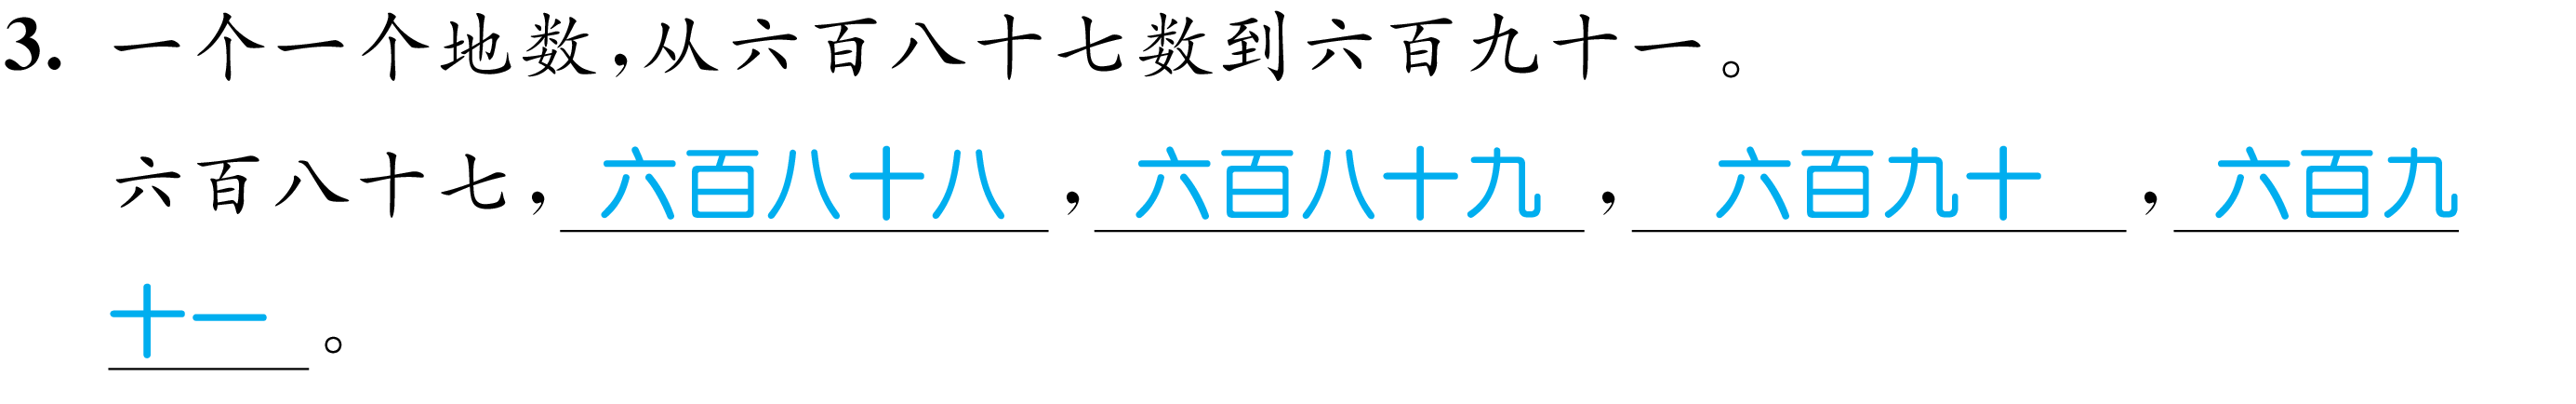 3. 一个一个地数,从六百八十七数到六百九十一。
六百八十七，六百八十八，六百八十九，六百九十，六百九
十一。